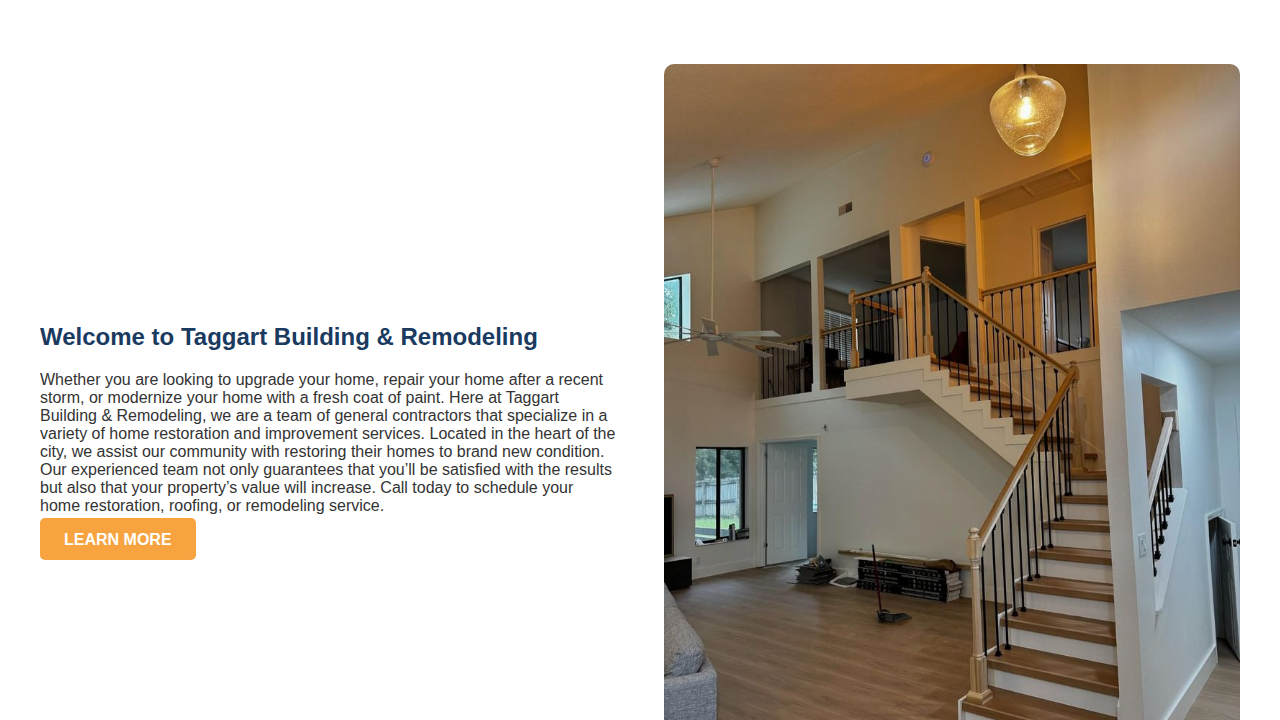 Welcome to Taggart Building & Remodeling
Whether you are looking to upgrade your home, repair your home after a recent
storm, or modernize your home with a fresh coat of paint. Here at Taggart
Building & Remodeling, we are a team of general contractors that specialize in a
variety of home restoration and improvement services. Located in the heart of the
city, we assist our community with restoring their homes to brand new condition.
Our experienced team not only guarantees that you’ll be satisfied with the results
but also that your property’s value will increase. Call today to schedule your
home restoration, roofing, or remodeling service.
LEARN MORE